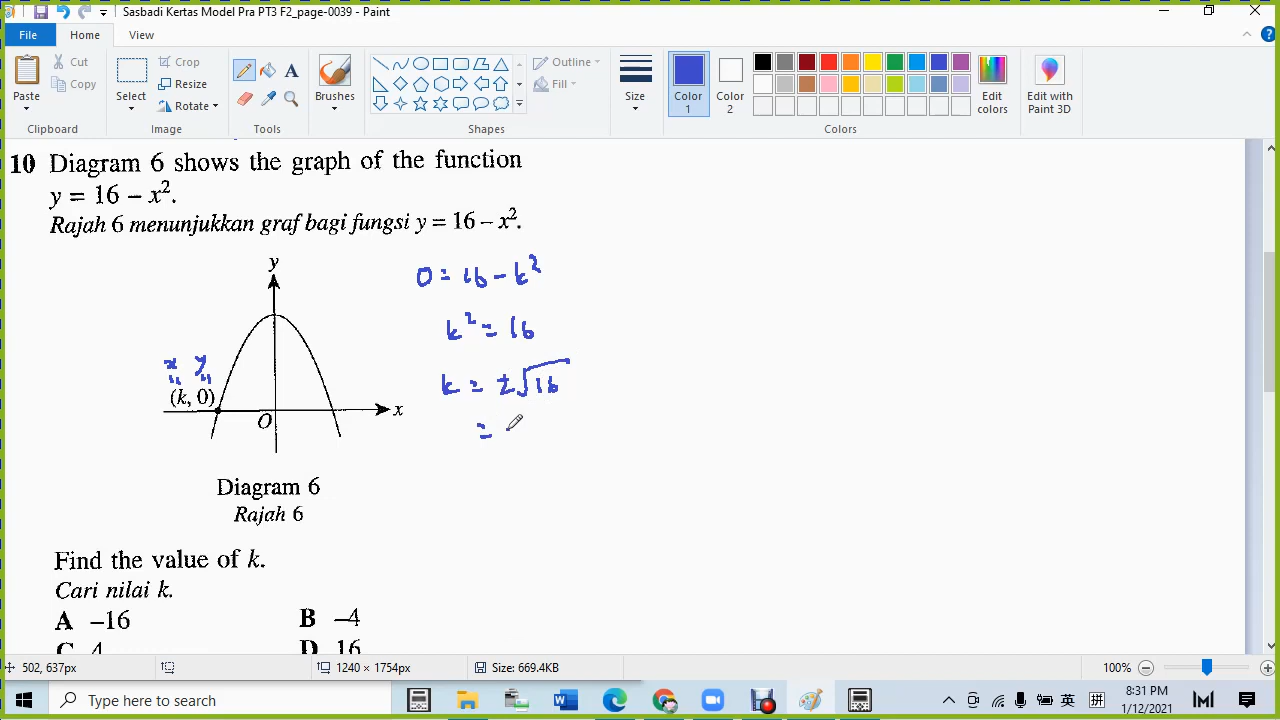 Sasbadi Kertas Model Pra PT3 F2_page-0039 - Paint
File Home View
Paste Cut Copy Select Crop Resize Rotate A Brushes Size Outline Fill Color 1 Color 2 Edit colors Edit with Paint 3D
Clipboard Image Tools Shapes Colors
10 Diagram 6 shows the graph of the function
y = 16 – x².
Rajah 6 menunjukkan graf bagi fungsi y = 16 – x².
y
0 = 16 - k²
k² = 16
x y
k = ±√16
(k, 0)
x
O
=
Diagram 6
Rajah 6
Find the value of k.
Cari nilai k.
A –16 B –4
C 4 D 16
502, 637px 1240 × 1754px Size: 669.4KB 100%
Type here to search
英 拼 8:31 PM
1/12/2021